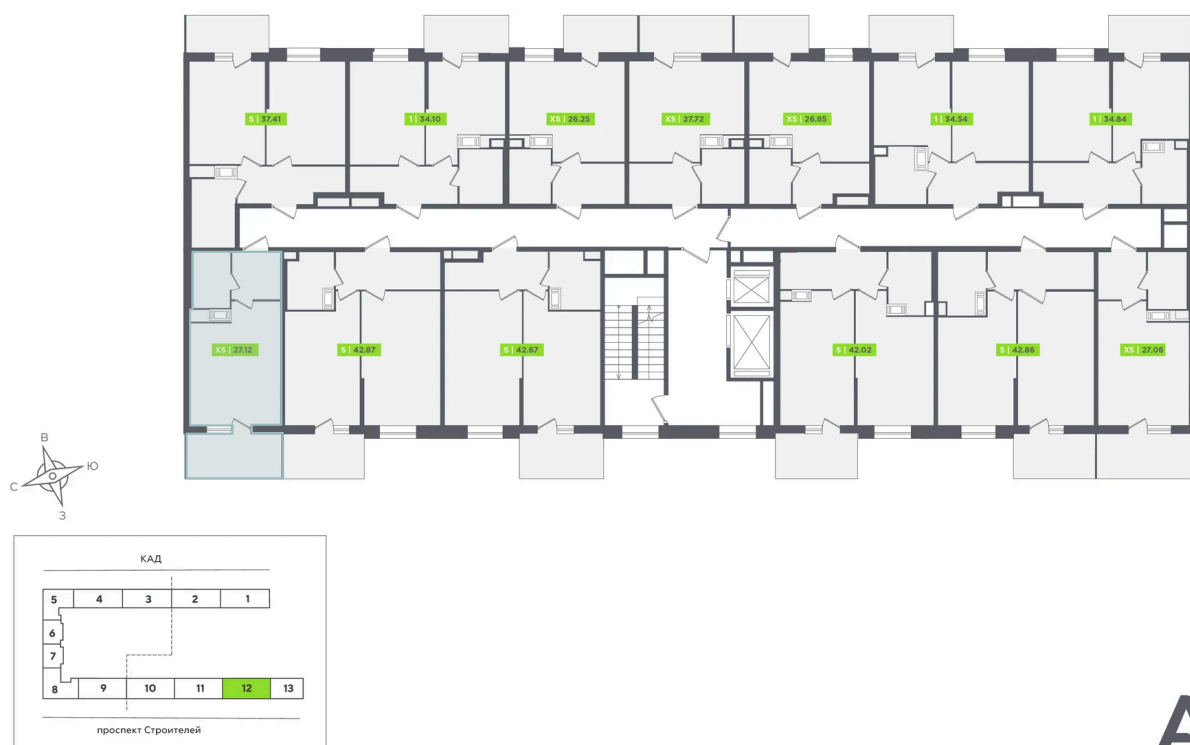 S | 37.41
1 | 34.10
XS | 26.25
XS | 27.72
XS | 26.85
1 | 34.54
1 | 34.84
XS | 27.12
S | 42.87
S | 42.67
S | 42.02
S | 42.86
XS | 27.06
В
Ю
С
З
КАД
5 4 3 2 1
6
7
8 9 10 11 12 13
проспект Строителей